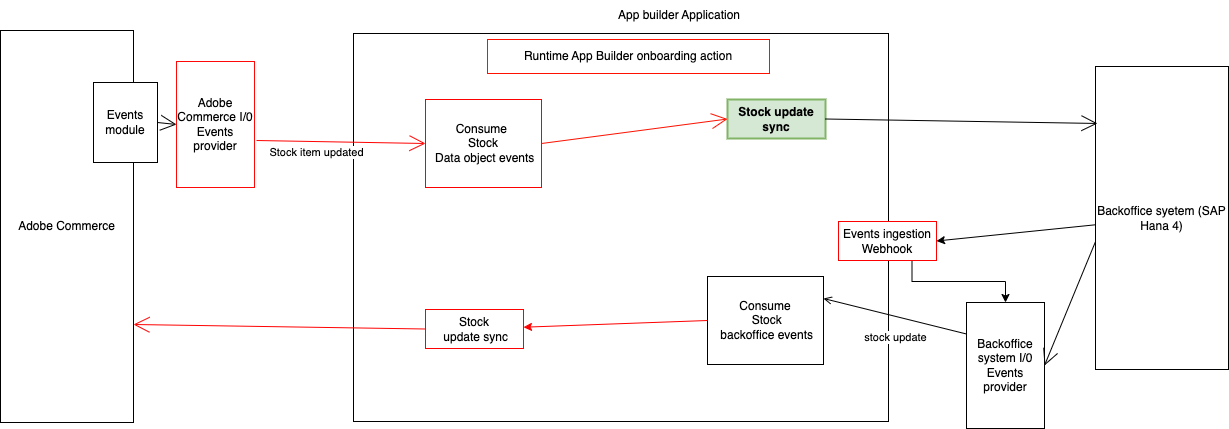 App builder Application
Runtime App Builder onboarding action
Events
module
Adobe
Commerce I/0
Events
provider
Stock item updated
Consume
Stock
Data object events
Stock update
sync
Adobe Commerce
Backoffice syetem (SAP
Hana 4)
Events ingestion
Webhook
Stock
update sync
Consume
Stock
backoffice events
stock update
Backoffice
system I/0
Events
provider